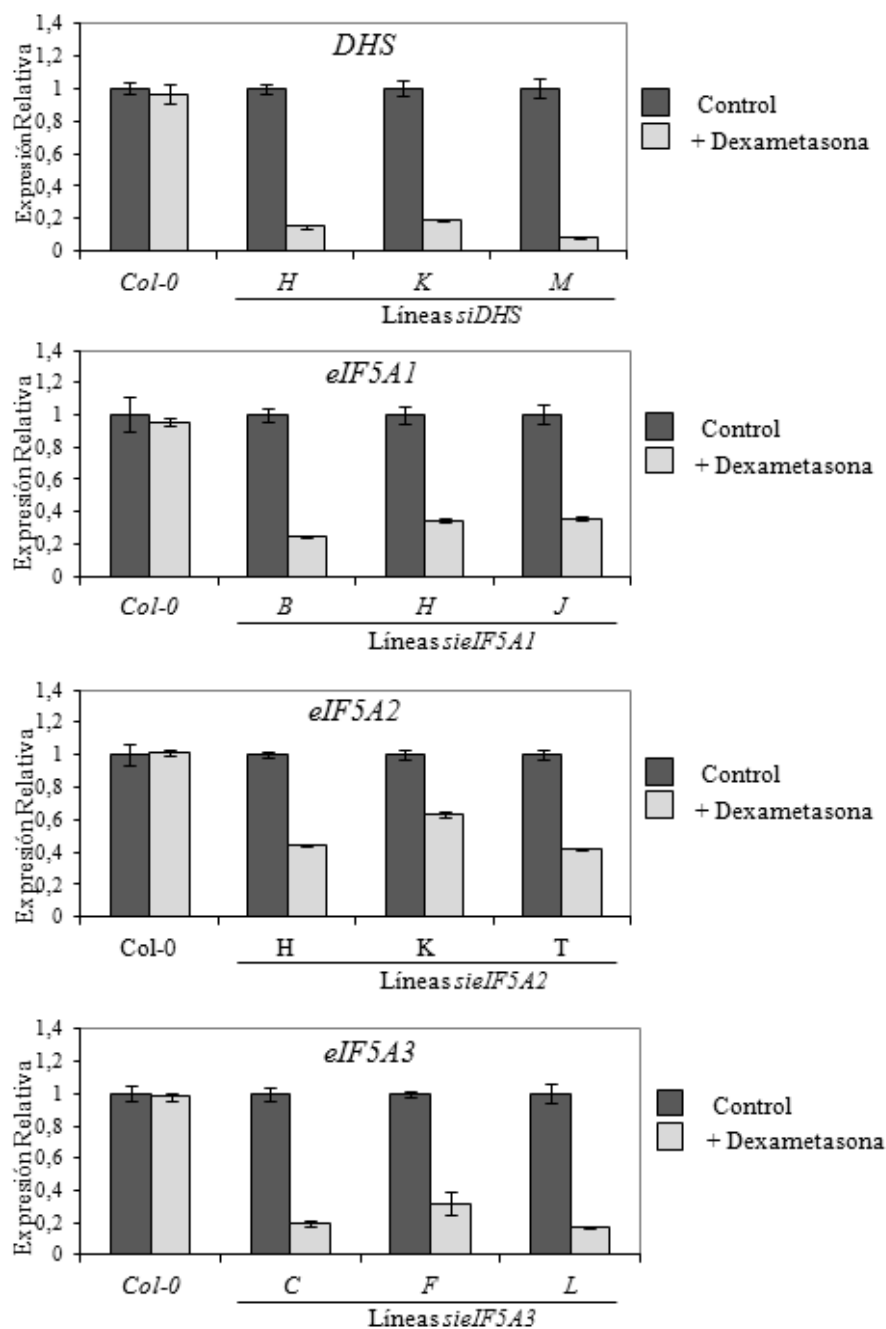 DHS
Expresión Relativa
1,4
1,2
1
0,8
0,6
0,4
0,2
0
Control
+ Dexametasona
Col-0 H K M
Líneas siDHS
eIF5A1
Expresión Relativa
1,4
1,2
1
0,8
0,6
0,4
0,2
0
Control
+ Dexametasona
Col-0 B H J
Líneas sieIF5A1
eIF5A2
Expresión Relativa
1,4
1,2
1
0,8
0,6
0,4
0,2
0
Control
+ Dexametasona
Col-0 H K T
Líneas sieIF5A2
eIF5A3
Expresión Relativa
1,4
1,2
1
0,8
0,6
0,4
0,2
0
Control
+ Dexametasona
Col-0 C F L
Líneas sieIF5A3